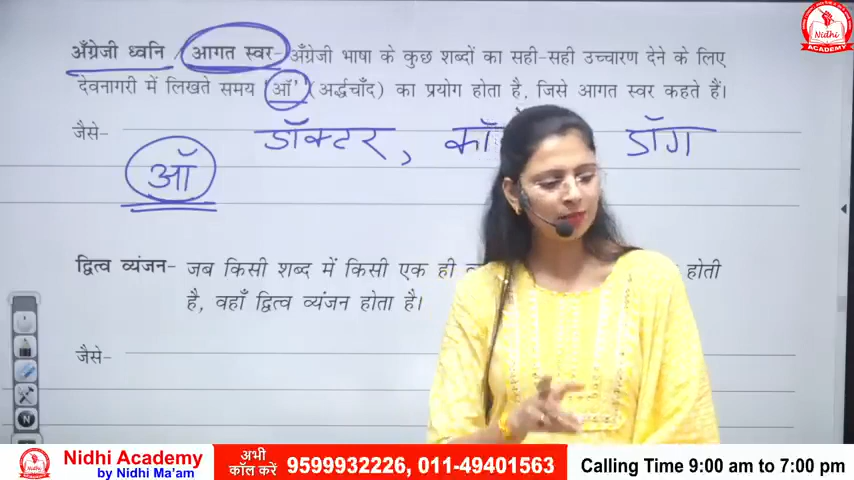 अँग्रेजी ध्वनि / आगत स्वर- अँग्रेजी भाषा के कुछ शब्दों का सही-सही उच्चारण देने के लिए
देवनागरी में लिखते समय 'ऑ' (अर्द्धचाँद) का प्रयोग होता है, जिसे आगत स्वर कहते हैं।
जैसे- डॉक्टर, कॉ डॉग
ऑ
द्वित्व व्यंजन- जब किसी शब्द में किसी एक ही होती
है, वहाँ द्वित्व व्यंजन होता है।
जैसे-
Nidhi
ACADEMY
N
Nidhi Academy
by Nidhi Ma'am
अभी
कॉल करें
9599932226, 011-49401563
Calling Time 9:00 am to 7:00 pm